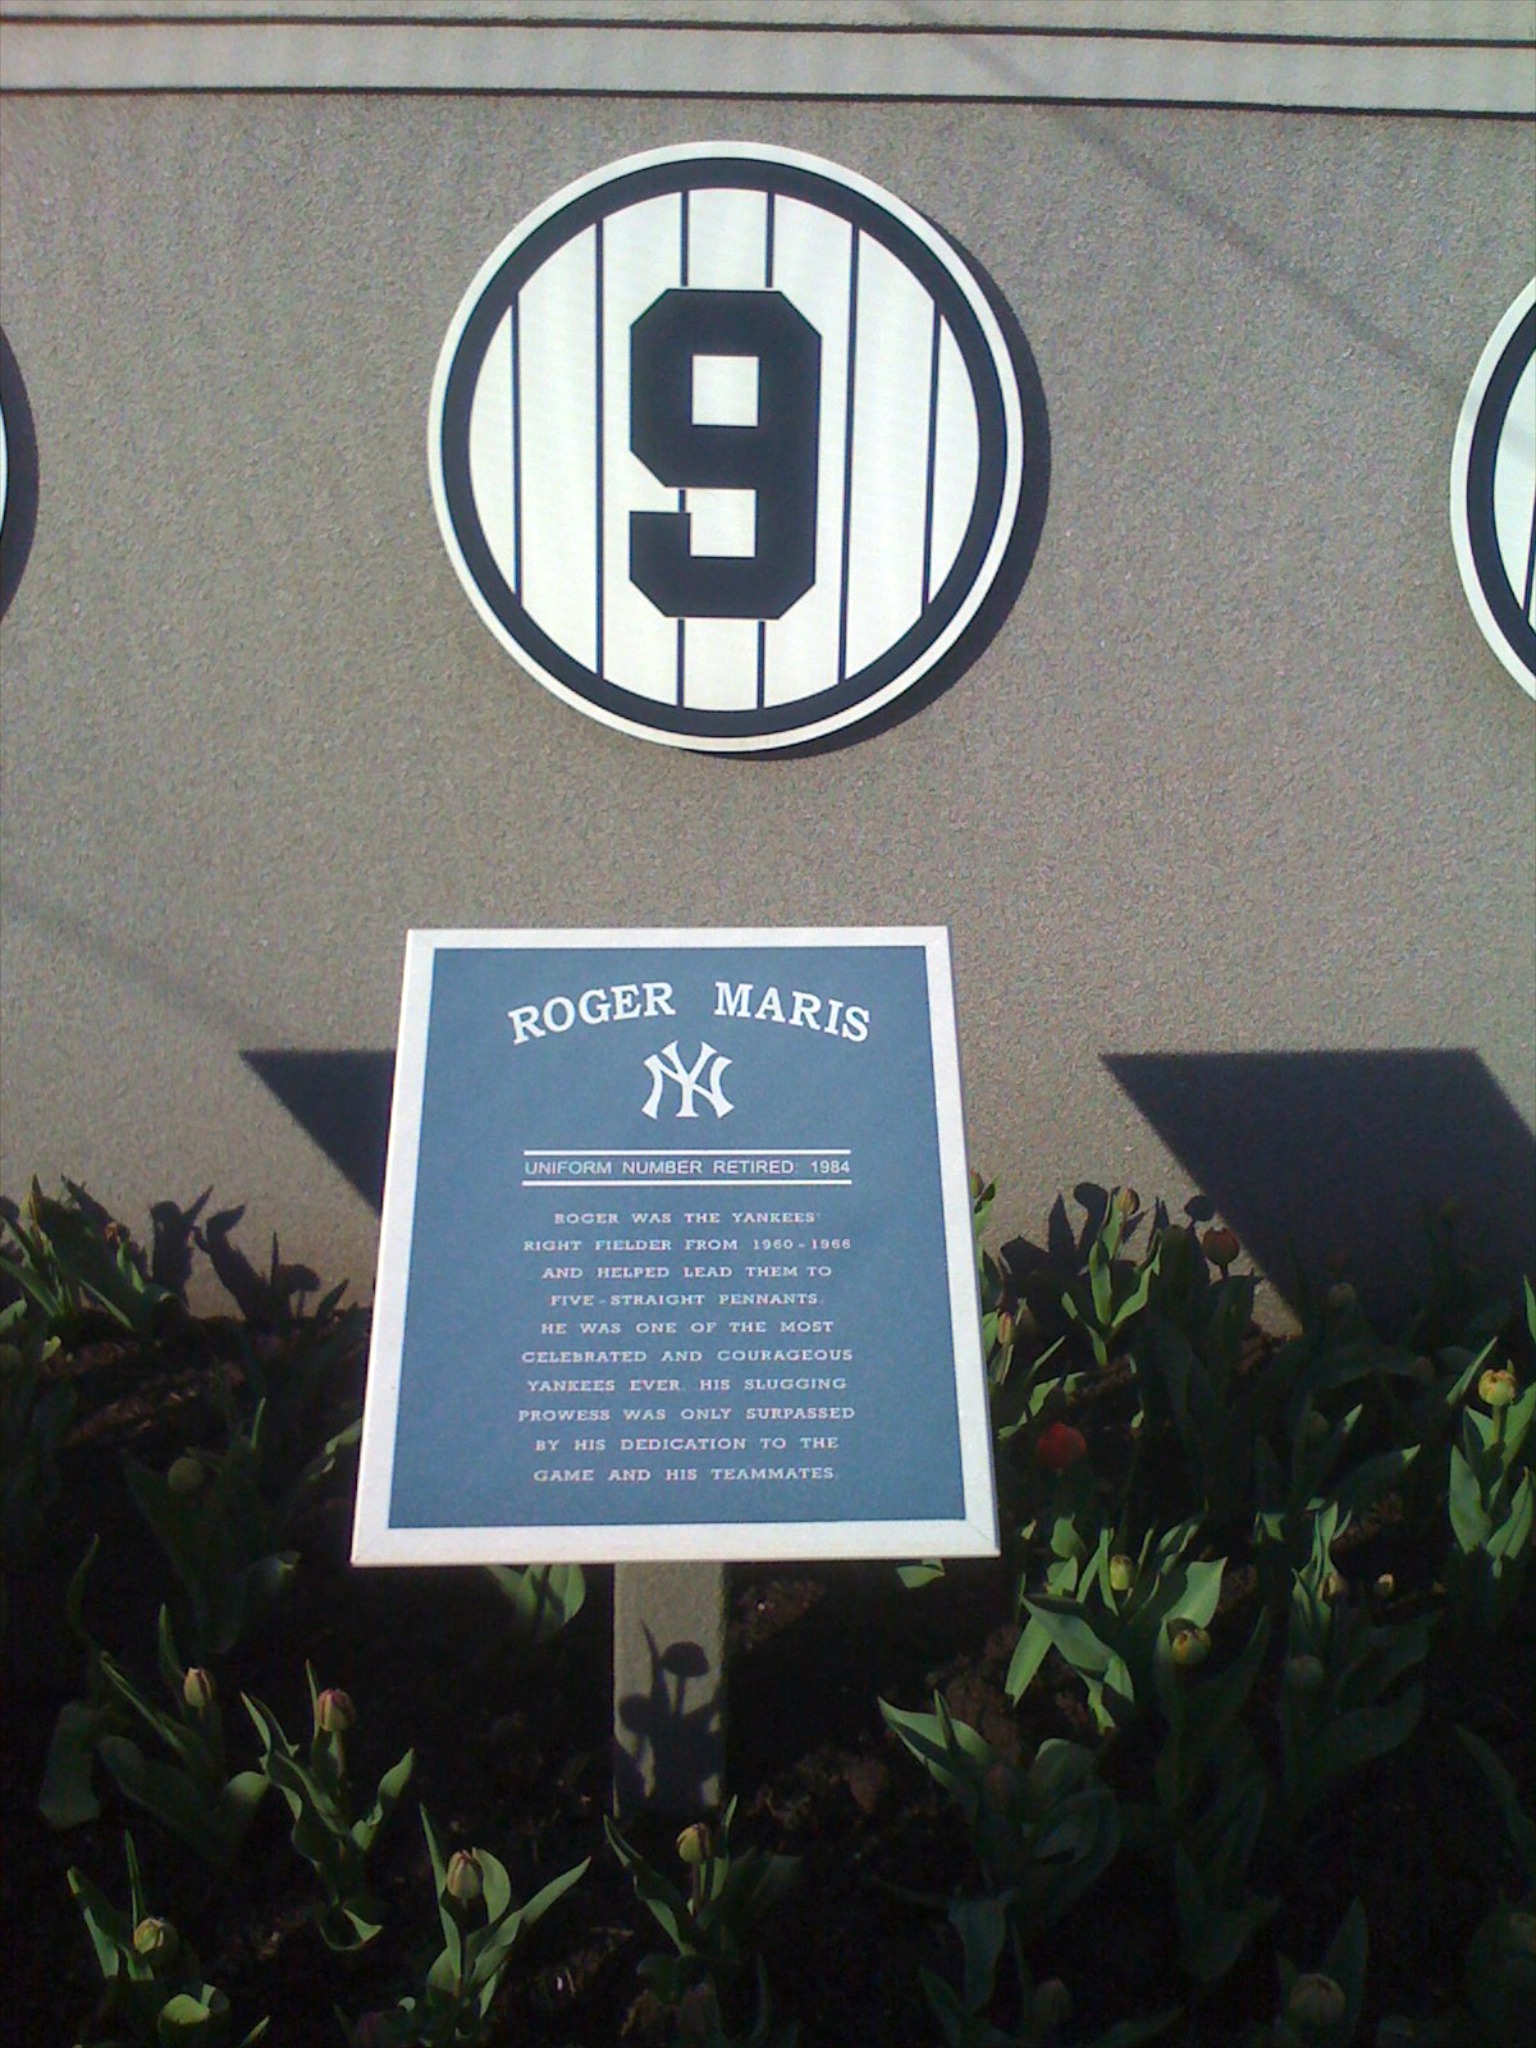 9
ROGER MARIS
NY
UNIFORM NUMBER RETIRED: 1984
ROGER WAS THE YANKEES'
RIGHT FIELDER FROM 1960-1966
AND HELPED LEAD THEM TO
FIVE-STRAIGHT PENNANTS.
HE WAS ONE OF THE MOST
CELEBRATED AND COURAGEOUS
YANKEES EVER. HIS SLUGGING
PROWESS WAS ONLY SURPASSED
BY HIS DEDICATION TO THE
GAME AND HIS TEAMMATES.